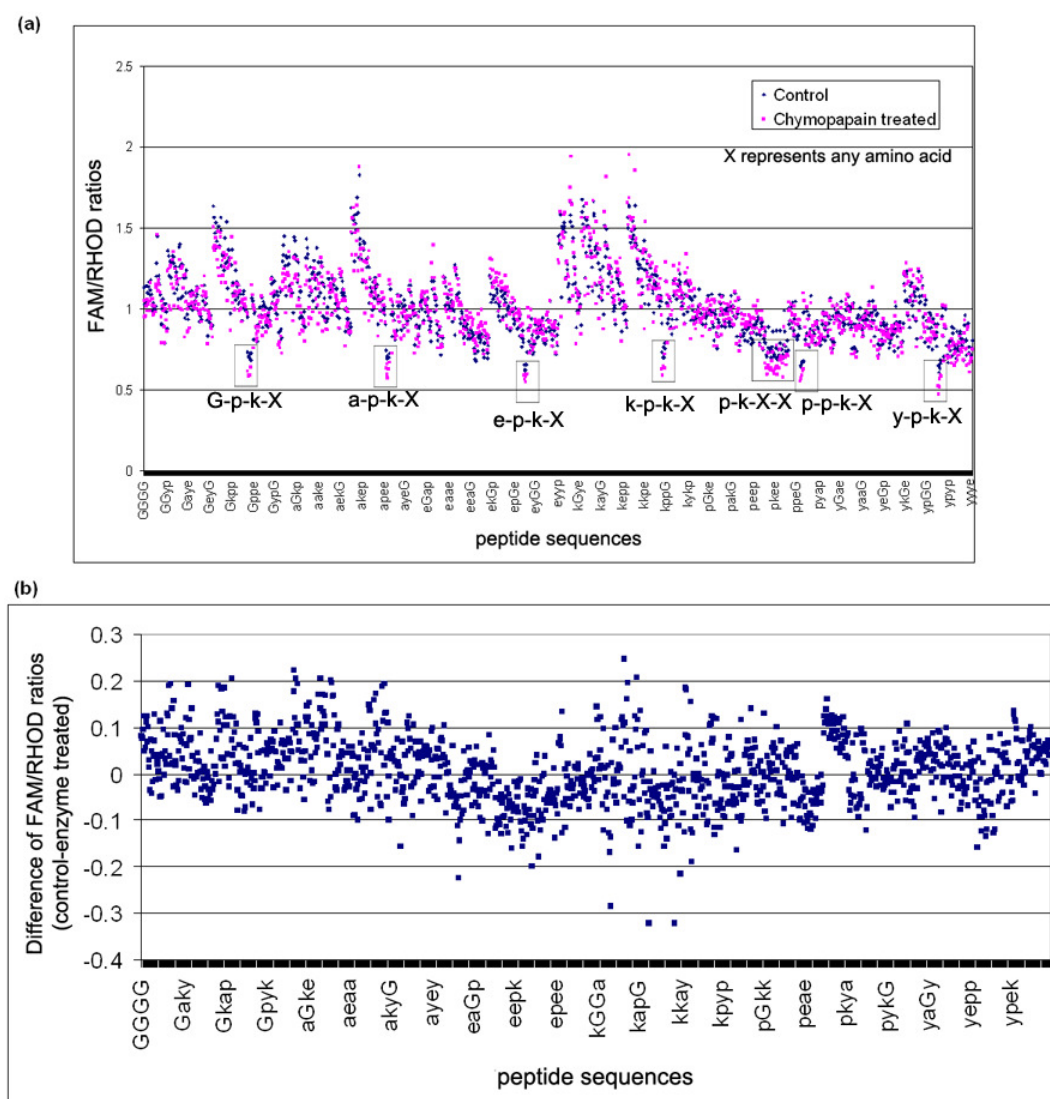 (a)
2.5
Control
Chymopapain treated
2
X represents any amino acid
FAM/RHOD ratios
1.5
1
0.5
G-p-k-X
a-p-k-X
e-p-k-X
k-p-k-X
p-k-X-X
p-p-k-X
y-p-k-X
0
GGGG GGyp Gaye GeyG Gkpp Gppe GypG aGkp aake aekG akep apee ayeG eGap eaae eeaG ekGp epGe eyGG eyyp kGye kayG kepp kkpe kppG kykp pGke pakG peep pkee ppeG pyap yGae yaaG yeGp ykGe ypGG ypyp yyye
peptide sequences
(b)
0.3
0.2
0.1
0
-0.1
-0.2
-0.3
-0.4
Difference of FAM/RHOD ratios
(control-enzyme treated)
GGGG Gaky Gkap Gpyk aGke aeaa akyG ayey eaGp eepk epee kGGa kapG kkay kpyp pGkk peae pkya pykG yaGy yepp ypek
peptide sequences